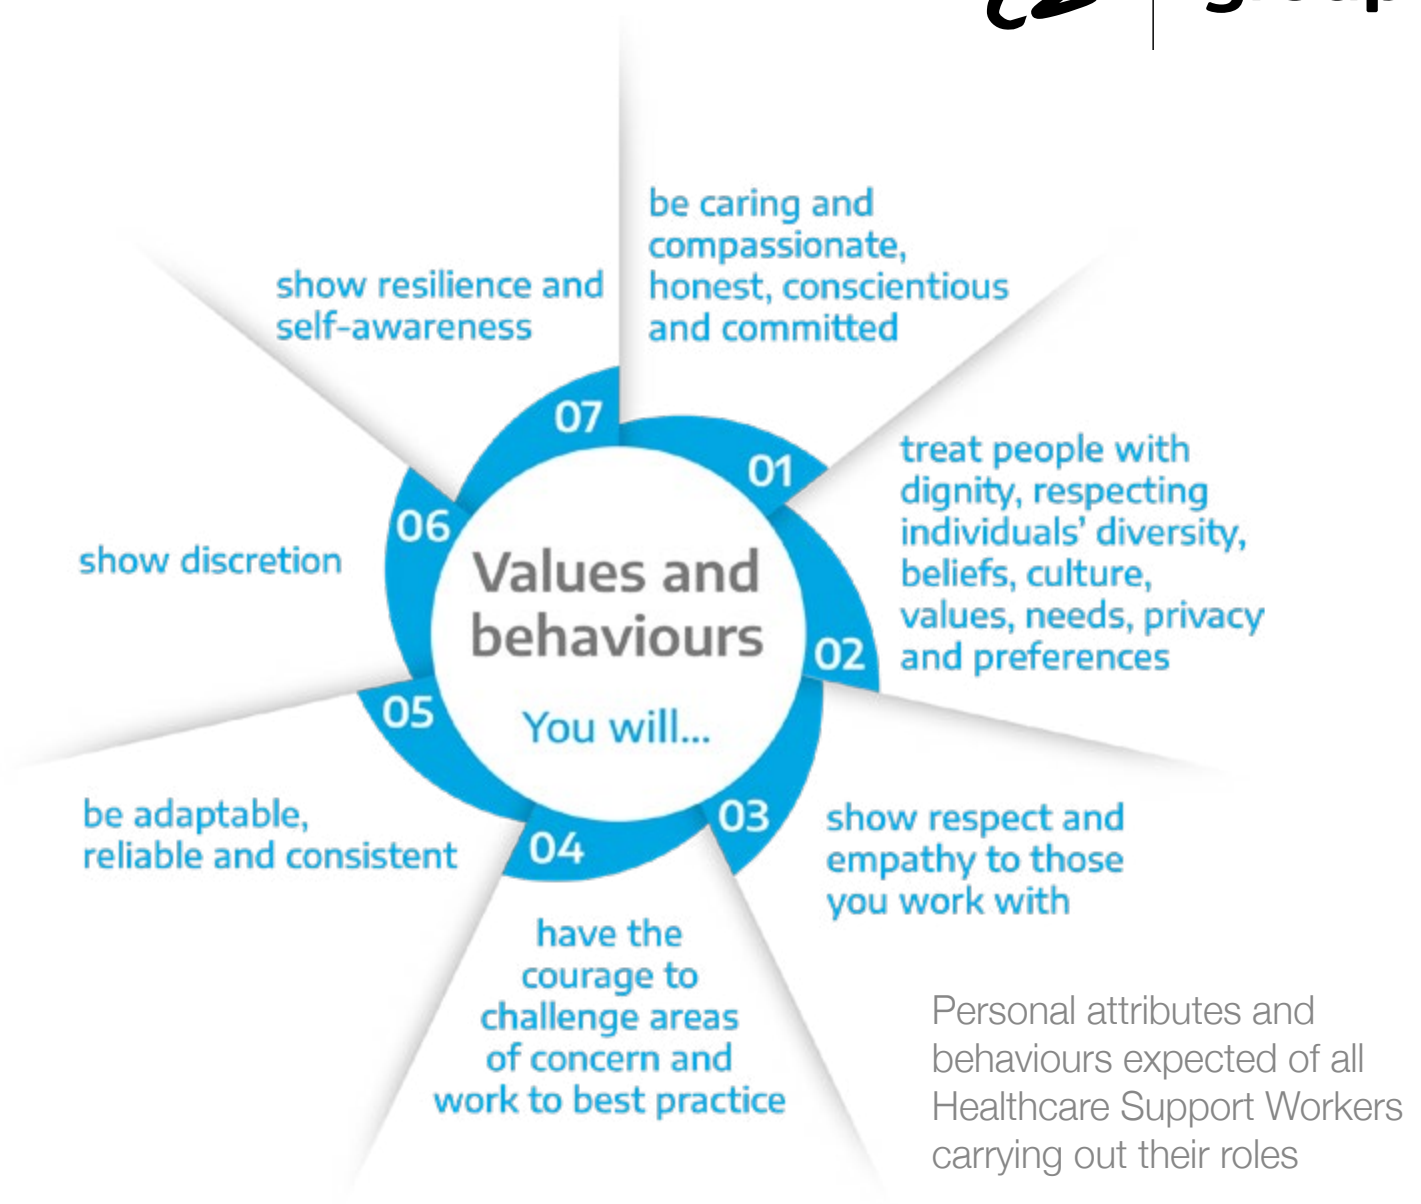 group
Values and
behaviours
You will...
01
be caring and
compassionate,
honest, conscientious
and committed
02
treat people with
dignity, respecting
individuals’ diversity,
beliefs, culture,
values, needs, privacy
and preferences
03
show respect and
empathy to those
you work with
04
have the
courage to
challenge areas
of concern and
work to best practice
05
be adaptable,
reliable and consistent
06
show discretion
07
show resilience and
self-awareness
Personal attributes and
behaviours expected of all
Healthcare Support Workers
carrying out their roles